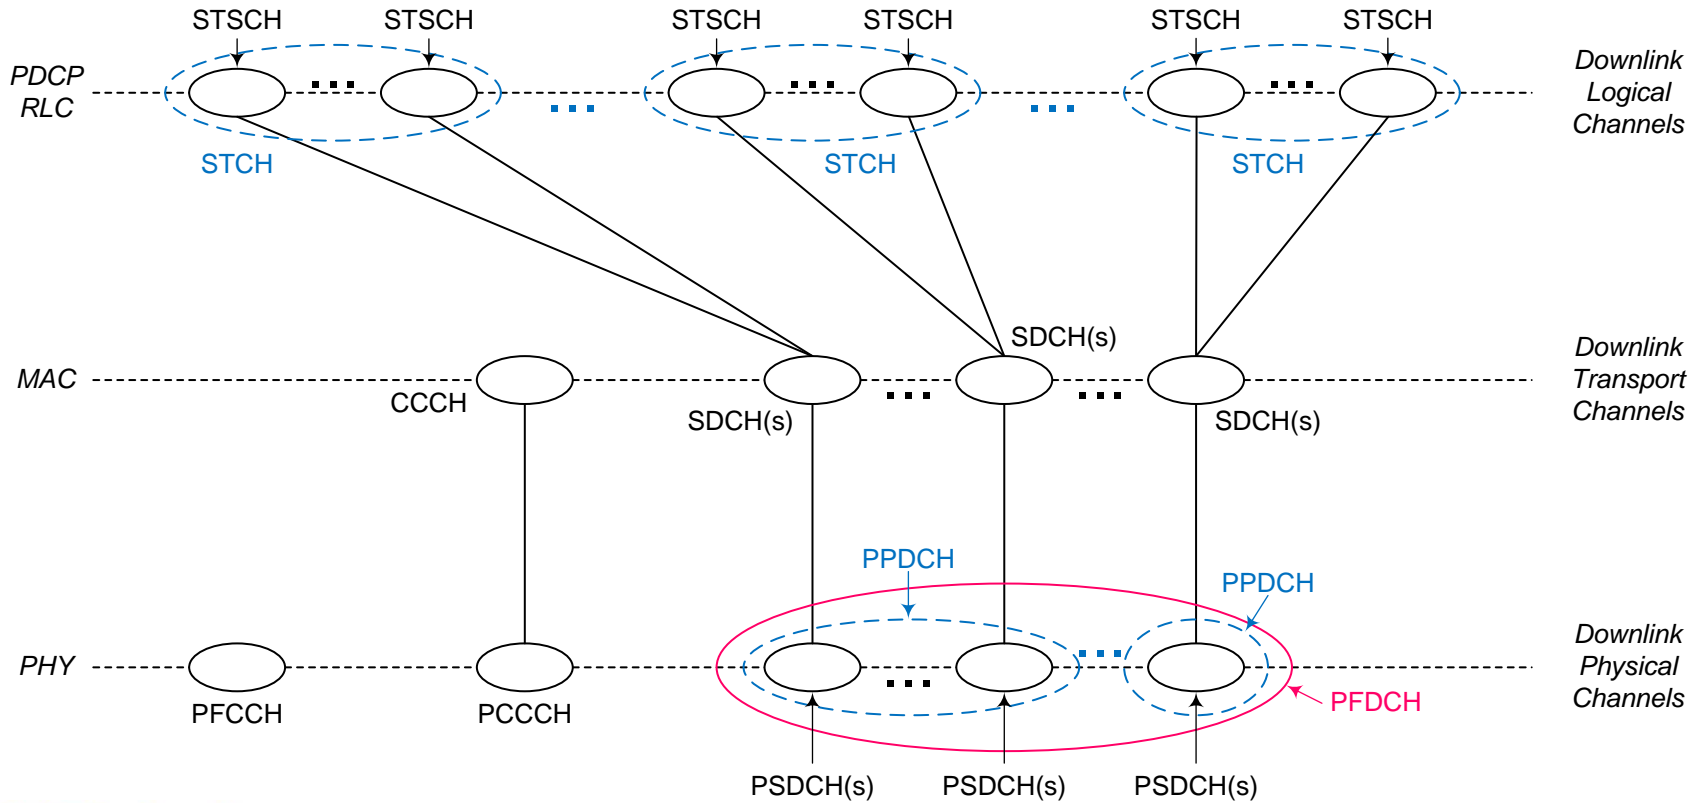 STSCH STSCH STSCH STSCH STSCH STSCH
PDCP
RLC
Downlink
Logical
Channels
STCH STCH STCH
SDCH(s)
MAC
Downlink
Transport
Channels
CCCH
SDCH(s) SDCH(s)
PPDCH
PPDCH
PHY
Downlink
Physical
Channels
PFCCH PCCCH PFDCH
PSDCH(s) PSDCH(s) PSDCH(s)